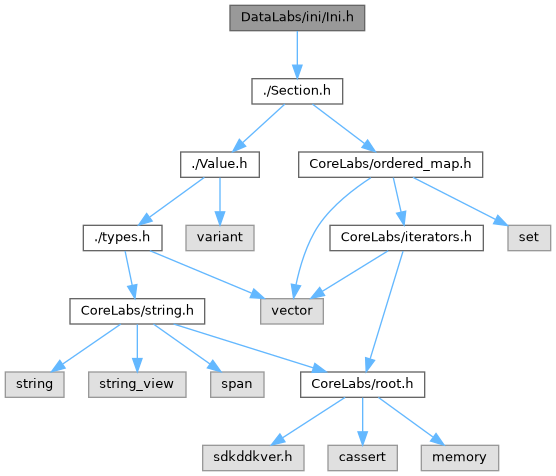 DataLabs/ini/Ini.h
./Section.h
./Value.h
CoreLabs/ordered_map.h
./types.h
variant
CoreLabs/iterators.h
set
CoreLabs/string.h
vector
string
string_view
span
CoreLabs/root.h
sdkddkver.h
cassert
memory